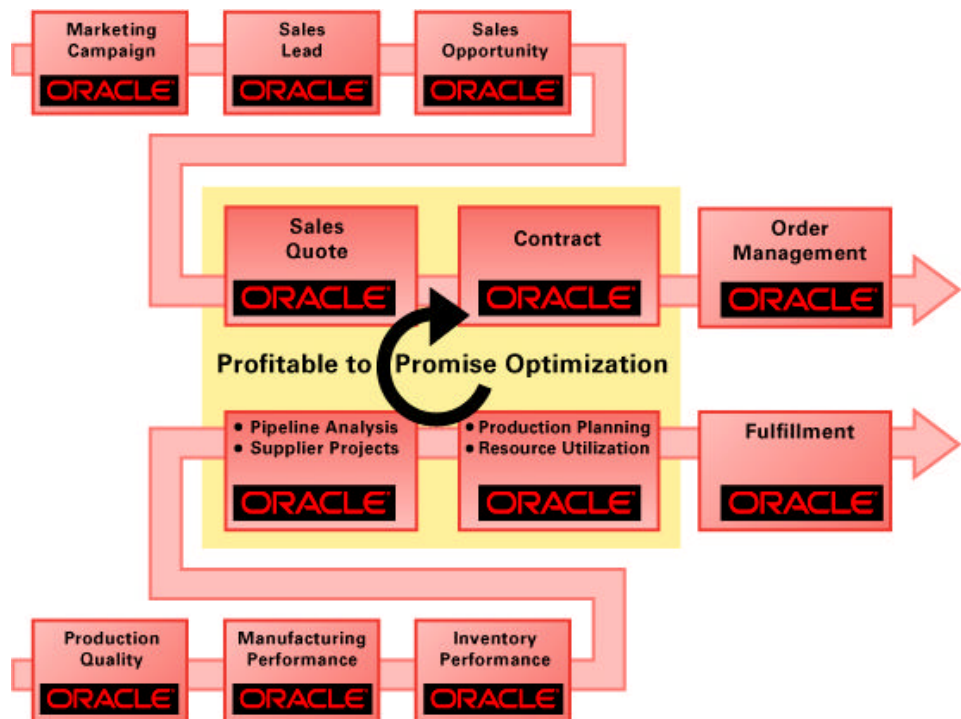 Marketing
Campaign
ORACLE
Sales
Lead
ORACLE
Sales
Opportunity
ORACLE
Sales
Quote
ORACLE
Contract
ORACLE
Order
Management
ORACLE
Profitable to Promise Optimization
• Pipeline Analysis
• Supplier Projects
ORACLE
• Production Planning
• Resource Utilization
ORACLE
Fulfillment
ORACLE
Production
Quality
ORACLE
Manufacturing
Performance
ORACLE
Inventory
Performance
ORACLE